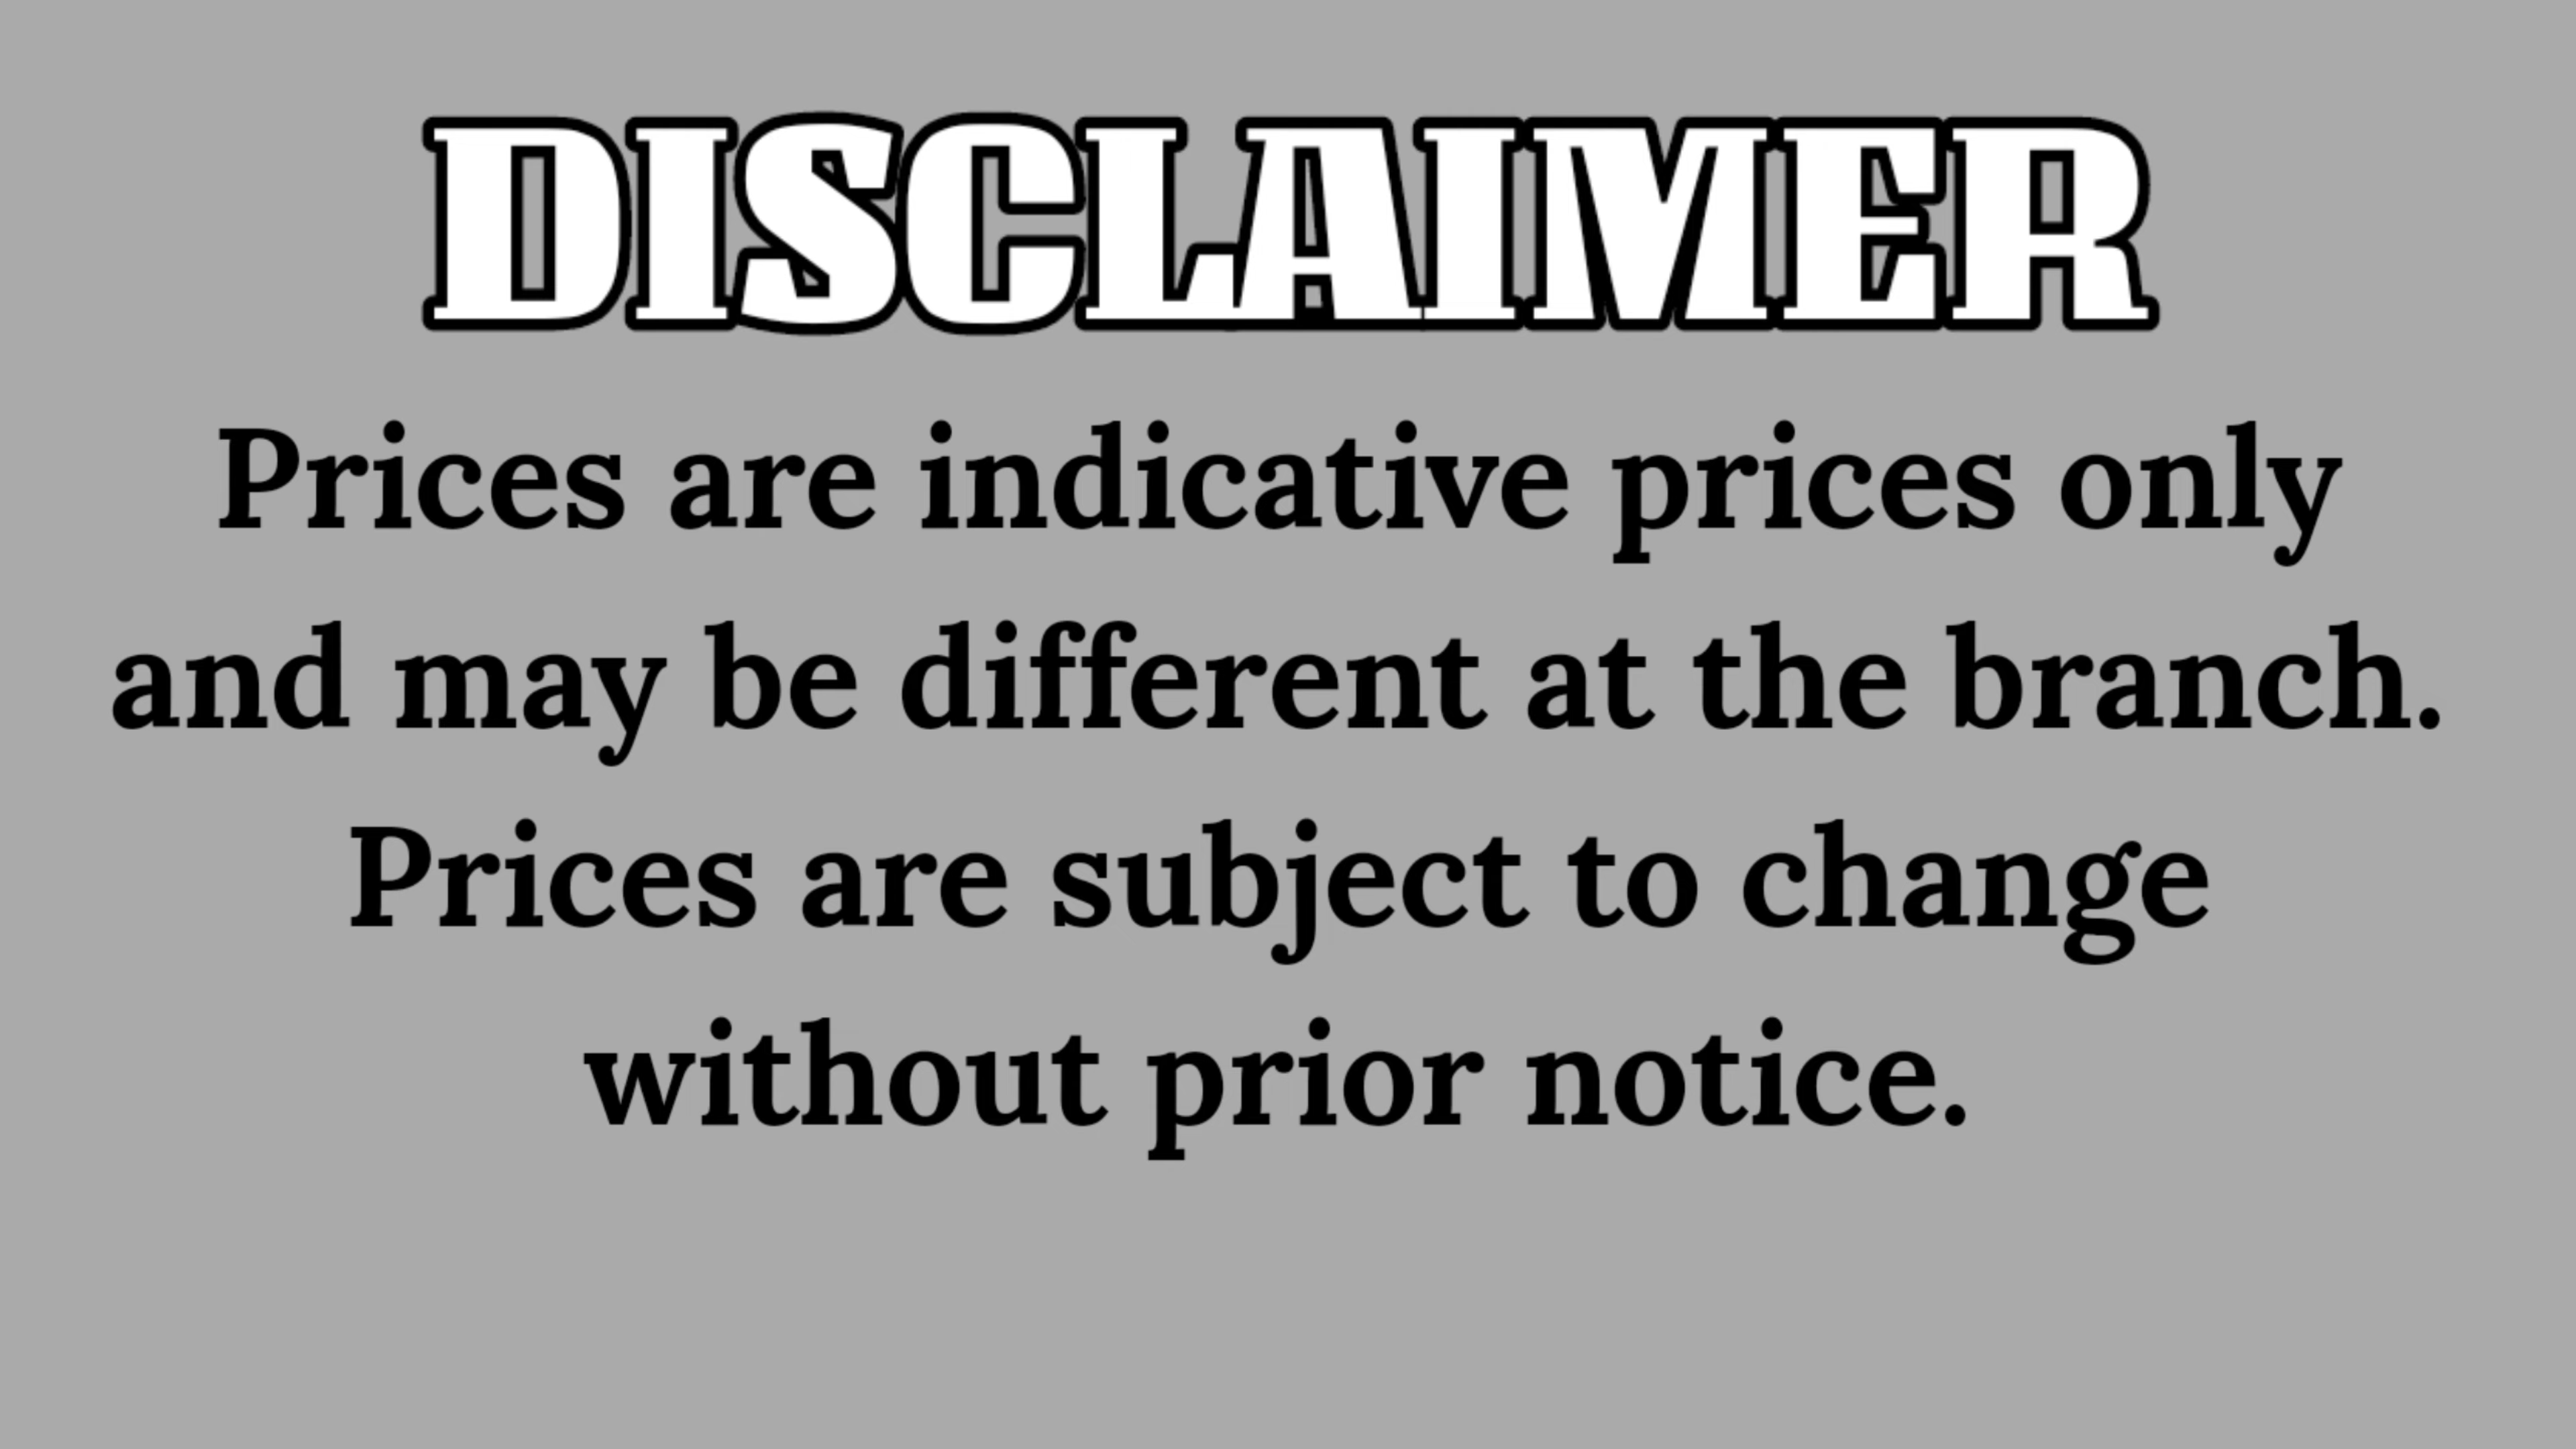 DISCLAIMER
Prices are indicative prices only
and may be different at the branch.
Prices are subject to change
without prior notice.